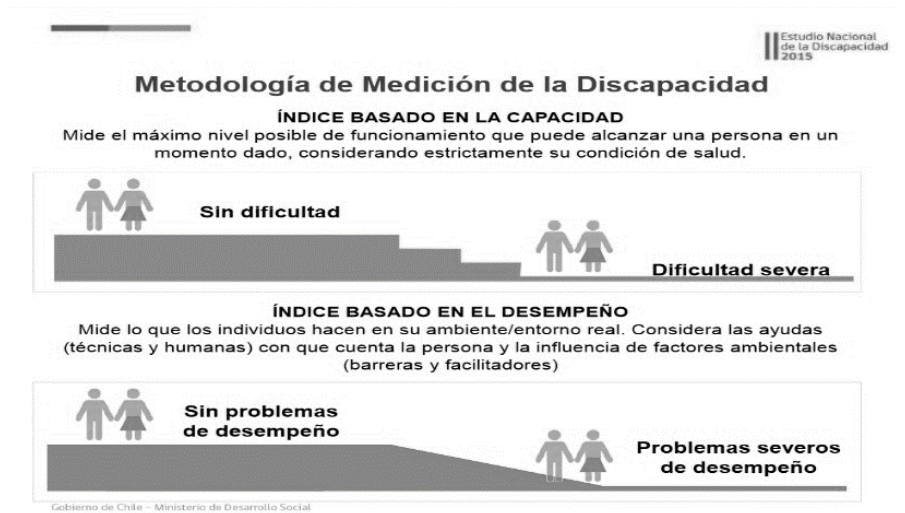 Estudio Nacional
de la Discapacidad
2015
Metodología de Medición de la Discapacidad
ÍNDICE BASADO EN LA CAPACIDAD
Mide el máximo nivel posible de funcionamiento que puede alcanzar una persona en un
momento dado, considerando estrictamente su condición de salud.
Sin dificultad
Dificultad severa
ÍNDICE BASADO EN EL DESEMPEÑO
Mide lo que los individuos hacen en su ambiente/entorno real. Considera las ayudas
(técnicas y humanas) con que cuenta la persona y la influencia de factores ambientales
(barreras y facilitadores)
Sin problemas
de desempeño
Problemas severos
de desempeño
Gobierno de Chile - Ministerio de Desarrollo Social